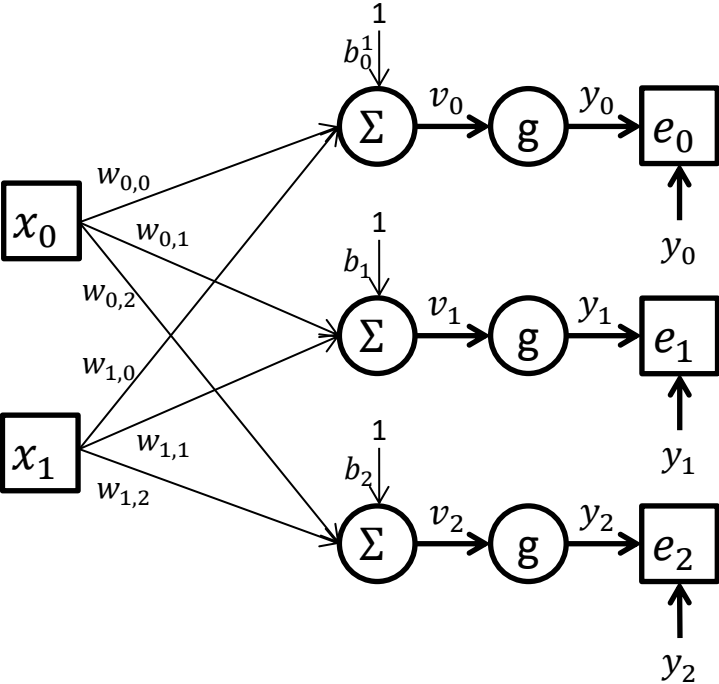 1
b_0^1
Σ v_0 g y_0 e_0
w_{0,0}
x_0 w_{0,1} y_0
1
w_{0,2} b_1
Σ v_1 g y_1 e_1
w_{1,0}
x_1 w_{1,1} 1 y_1
w_{1,2} b_2
Σ v_2 g y_2 e_2
y_2